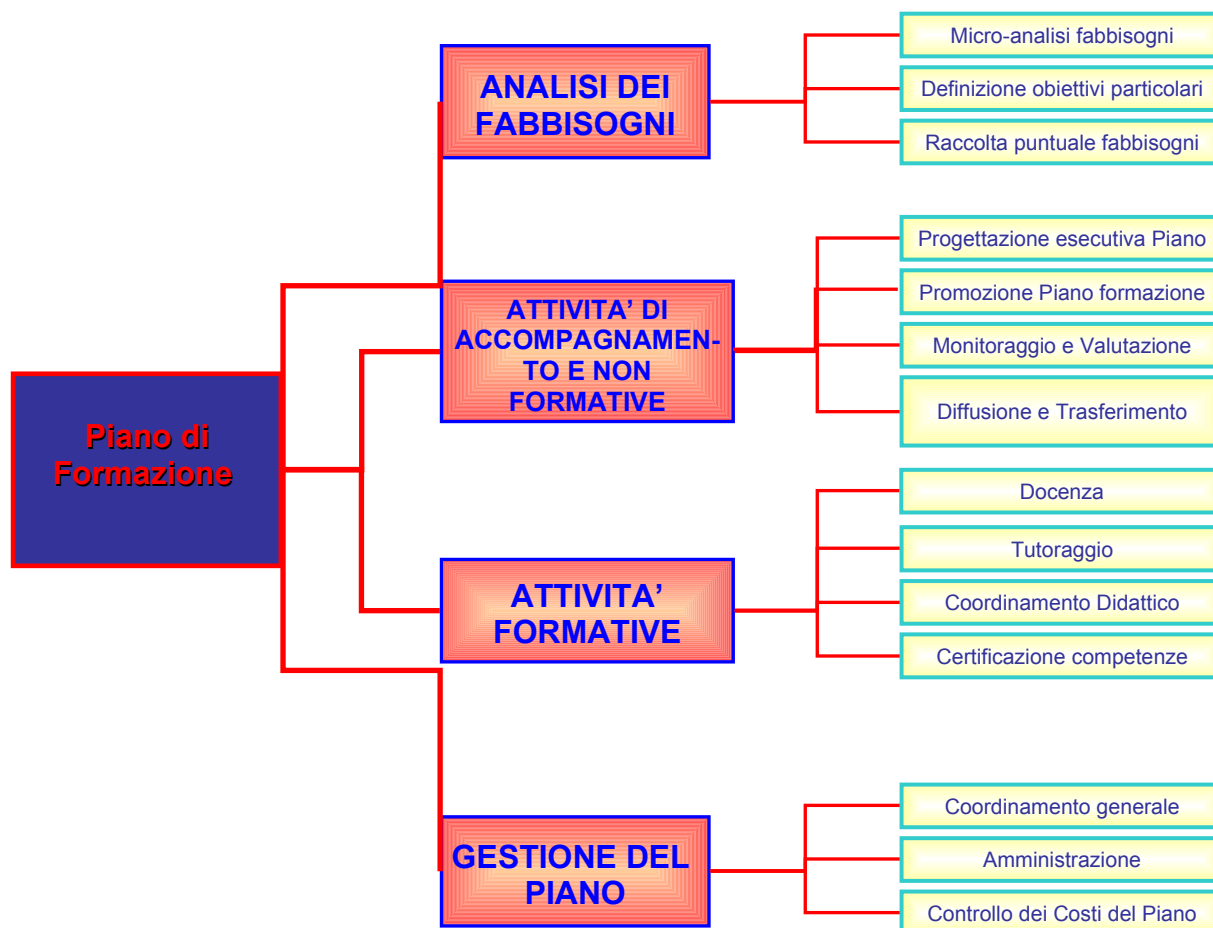 Piano di
Formazione
ANALISI DEI
FABBISOGNI
Micro-analisi fabbisogni
Definizione obiettivi particolari
Raccolta puntuale fabbisogni
ATTIVITA’ DI
ACCOMPAGNAMEN-
TO E NON
FORMATIVE
Progettazione esecutiva Piano
Promozione Piano formazione
Monitoraggio e Valutazione
Diffusione e Trasferimento
ATTIVITA’
FORMATIVE
Docenza
Tutoraggio
Coordinamento Didattico
Certificazione competenze
GESTIONE DEL
PIANO
Coordinamento generale
Amministrazione
Controllo dei Costi del Piano